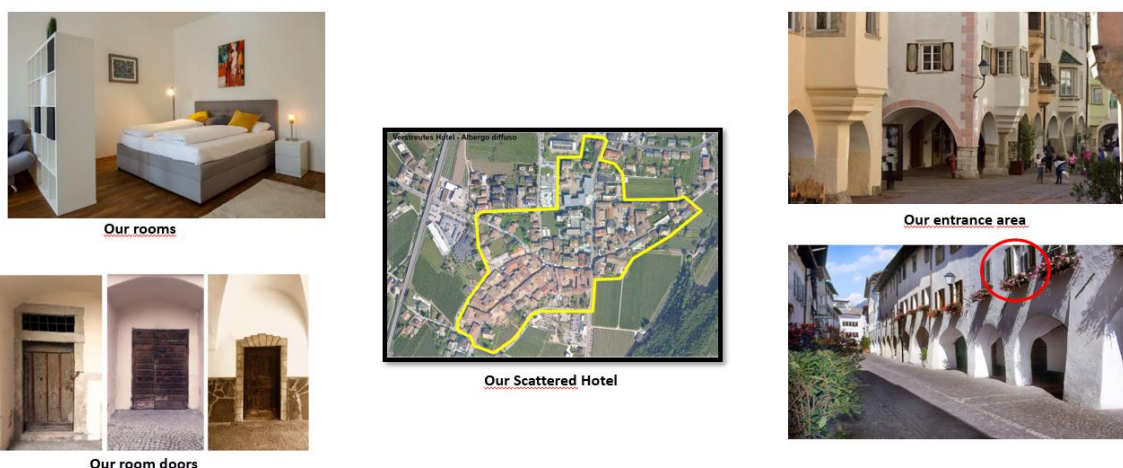 Our rooms
Our room doors
Verstreutes Hotel - Albergo diffuso
Our Scattered Hotel
Our entrance area